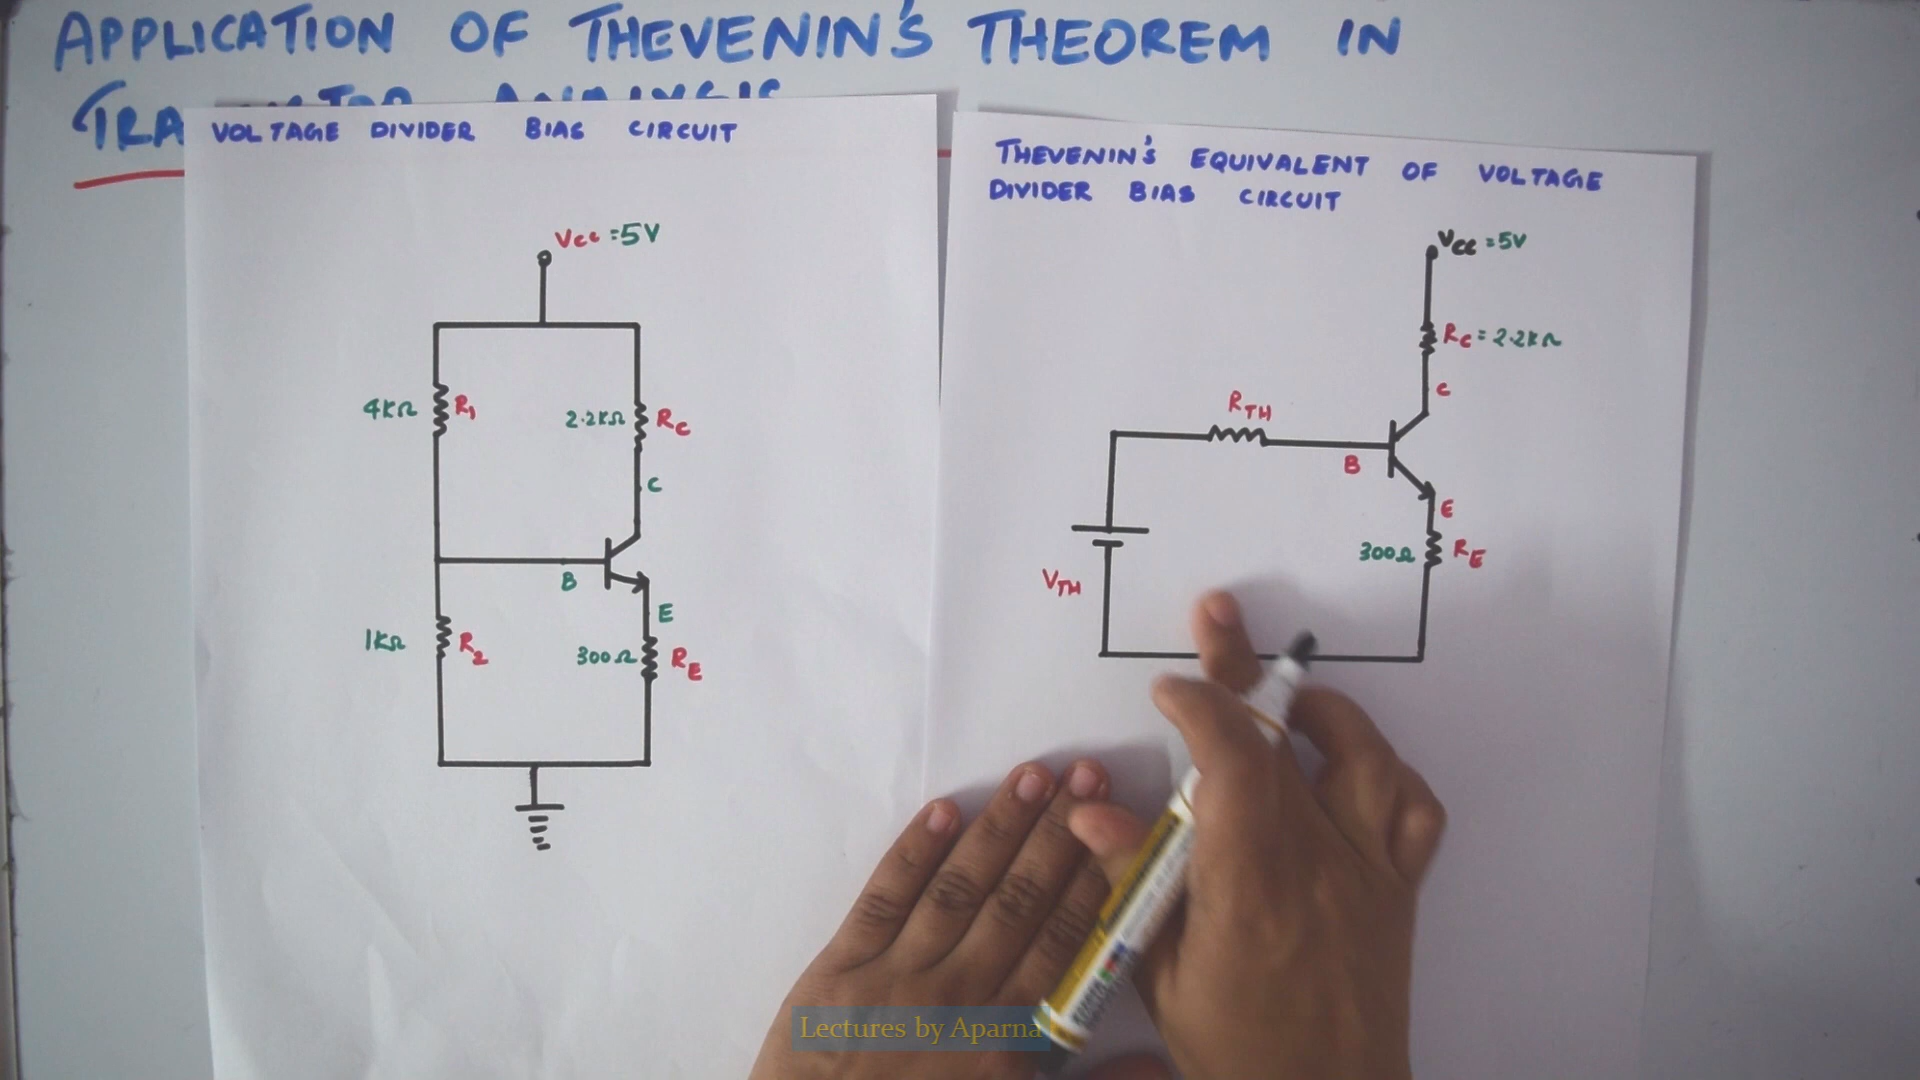 APPLICATION OF THEVENIN'S THEOREM IN
VOLTAGE DIVIDER BIAS CIRCUIT
Vcc = 5V
4KΩ R1
2.2KΩ RC
C
B
E
1KΩ R2
300Ω RE
THEVENIN'S EQUIVALENT OF VOLTAGE
DIVIDER BIAS CIRCUIT
VCC = 5V
RC = 2.2KΩ
C
RTH
B
E
300Ω RE
VTH
Lectures by Aparna